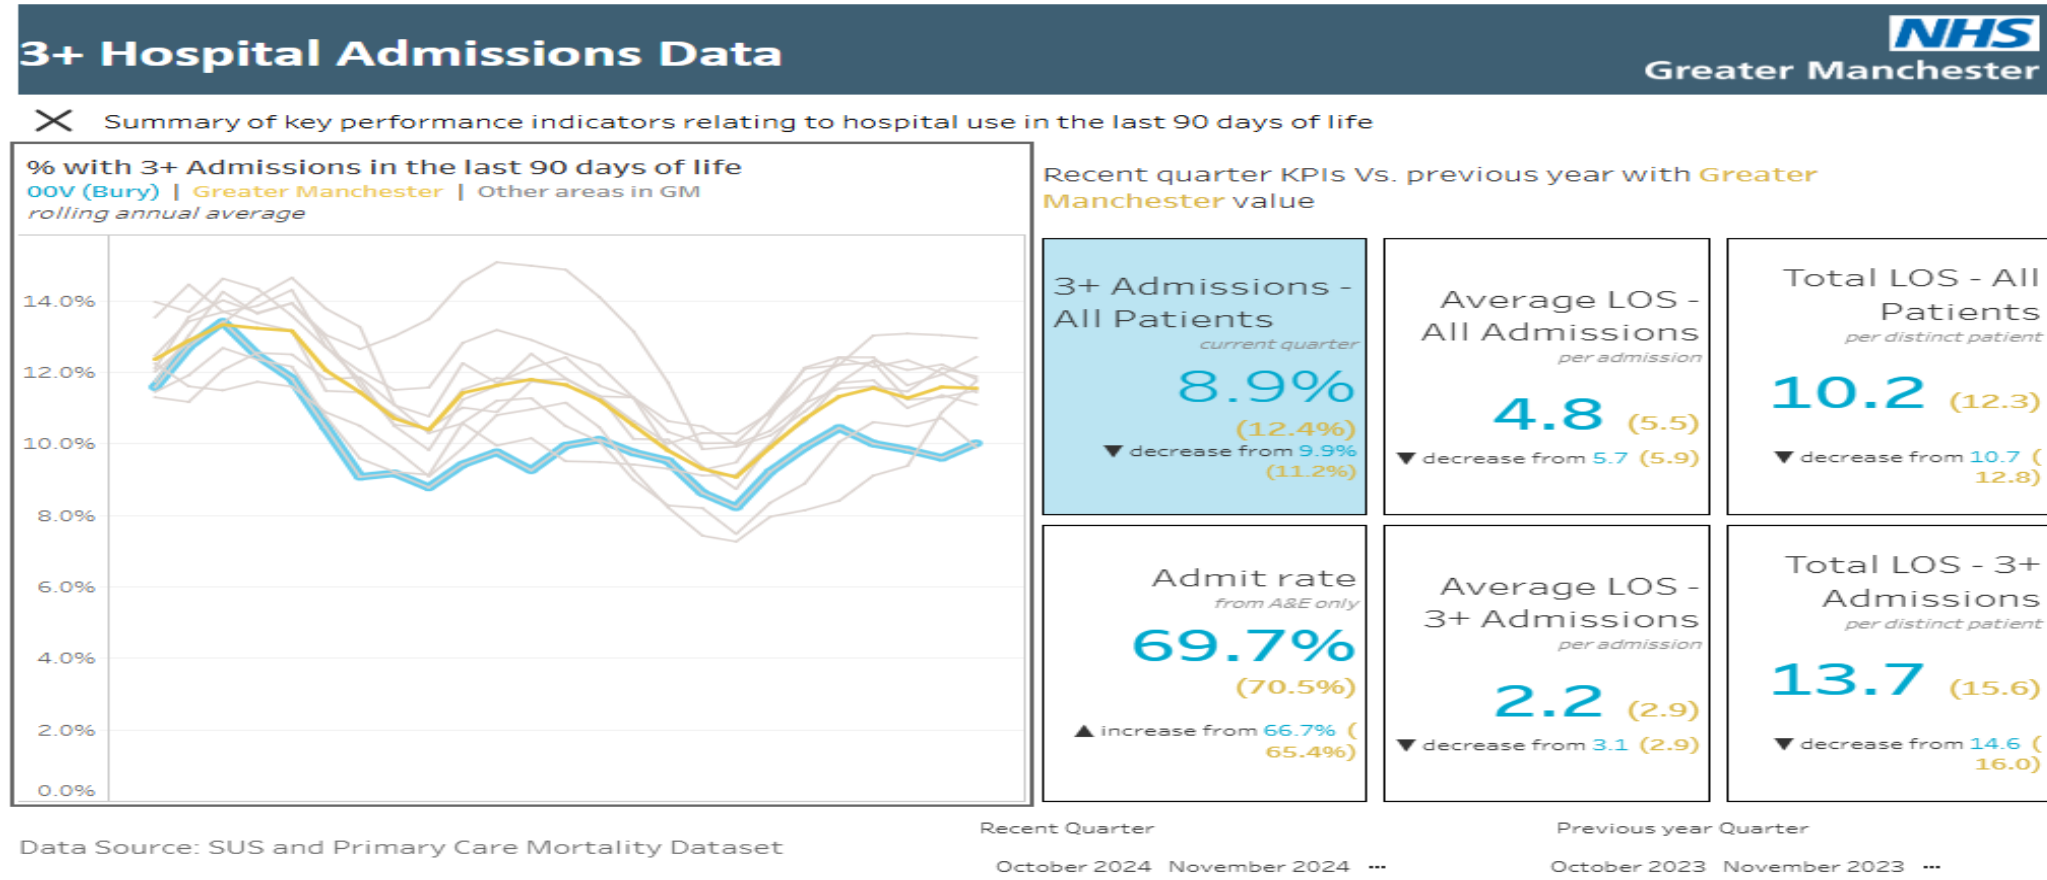 3+ Hospital Admissions Data
NHS
Greater Manchester
Summary of key performance indicators relating to hospital use in the last 90 days of life
% with 3+ Admissions in the last 90 days of life
00V (Bury) | Greater Manchester | Other areas in GM
rolling annual average
14.0%
12.0%
10.0%
8.0%
6.0%
4.0%
2.0%
0.0%
Recent quarter KPIs Vs. previous year with Greater
Manchester value
3+ Admissions -
All Patients
current quarter
8.9%
(12.4%)
▼ decrease from 9.9%
(11.2%)
Average LOS -
All Admissions
per admission
4.8 (5.5)
▼ decrease from 5.7 (5.9)
Total LOS - All
Patients
per distinct patient
10.2 (12.3)
▼ decrease from 10.7 (
12.8)
Admit rate
from A&E only
69.7%
(70.5%)
▲ increase from 66.7% (
65.4%)
Average LOS -
3+ Admissions
per admission
2.2 (2.9)
▼ decrease from 3.1 (2.9)
Total LOS - 3+
Admissions
per distinct patient
13.7 (15.6)
▼ decrease from 14.6 (
16.0)
Data Source: SUS and Primary Care Mortality Dataset
Recent Quarter
October 2024 November 2024 ...
Previous year Quarter
October 2023 November 2023 ...